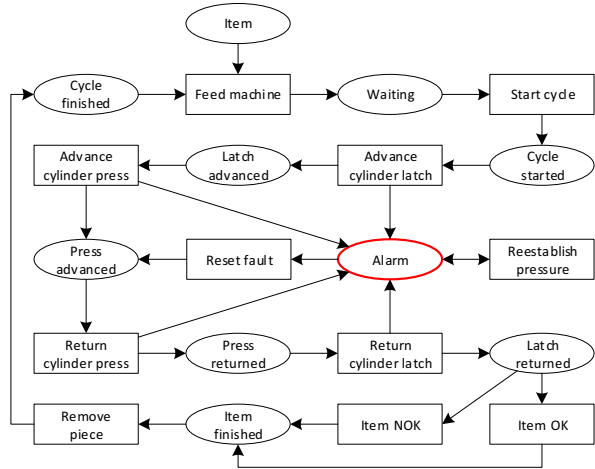 Item
Cycle
finished
Feed machine
Waiting
Start cycle
Advance
cylinder press
Latch
advanced
Advance
cylinder latch
Cycle
started
Press
advanced
Reset fault
Alarm
Reestablish
pressure
Return
cylinder press
Press
returned
Return
cylinder latch
Latch
returned
Remove
piece
Item
finished
Item NOK
Item OK